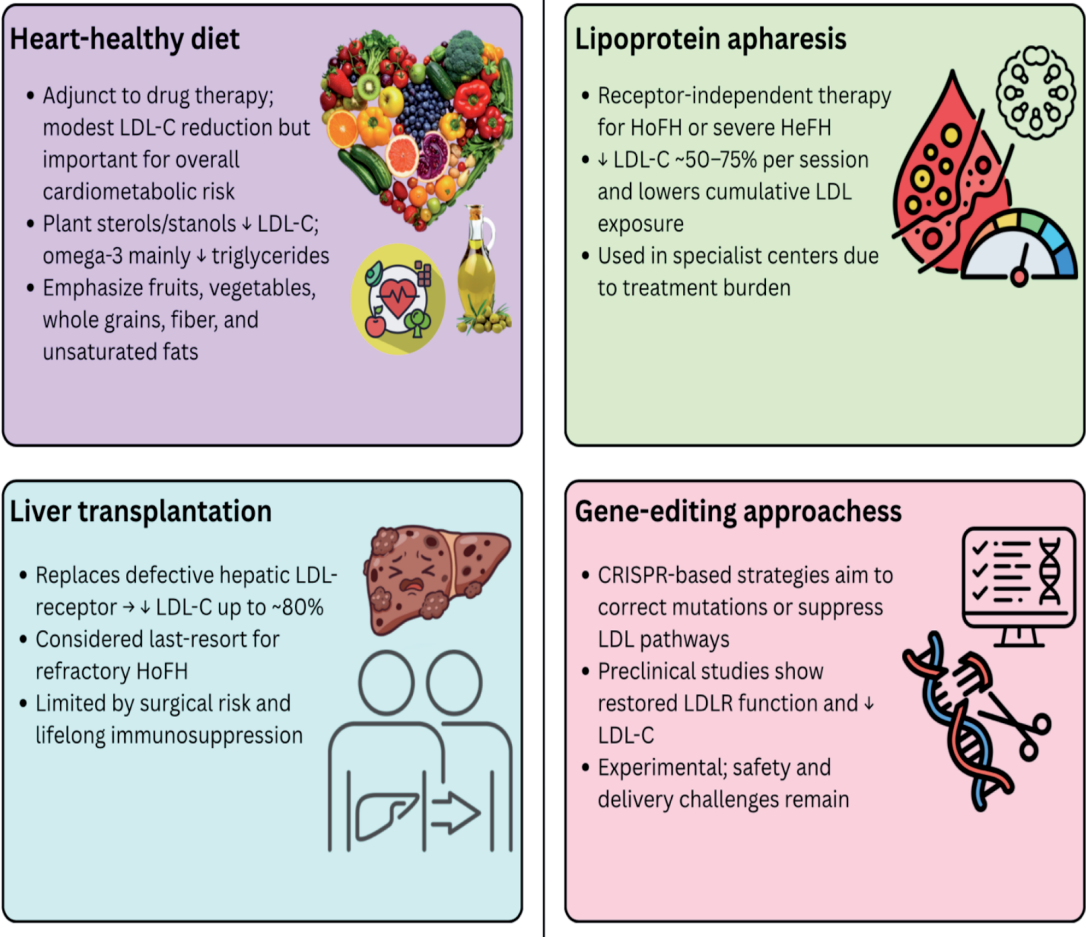 Heart-healthy diet
• Adjunct to drug therapy;
modest LDL-C reduction but
important for overall
cardiometabolic risk
• Plant sterols/stanols ↓ LDL-C;
omega-3 mainly ↓ triglycerides
• Emphasize fruits, vegetables,
whole grains, fiber, and
unsaturated fats
Lipoprotein apharesis
• Receptor-independent therapy
for HoFH or severe HeFH
• ↓ LDL-C ~50–75% per session
and lowers cumulative LDL
exposure
• Used in specialist centers due
to treatment burden
Liver transplantation
• Replaces defective hepatic LDL-
receptor → ↓ LDL-C up to ~80%
• Considered last-resort for
refractory HoFH
• Limited by surgical risk and
lifelong immunosuppression
Gene-editing approachess
• CRISPR-based strategies aim to
correct mutations or suppress
LDL pathways
• Preclinical studies show
restored LDLR function and ↓
LDL-C
• Experimental; safety and
delivery challenges remain